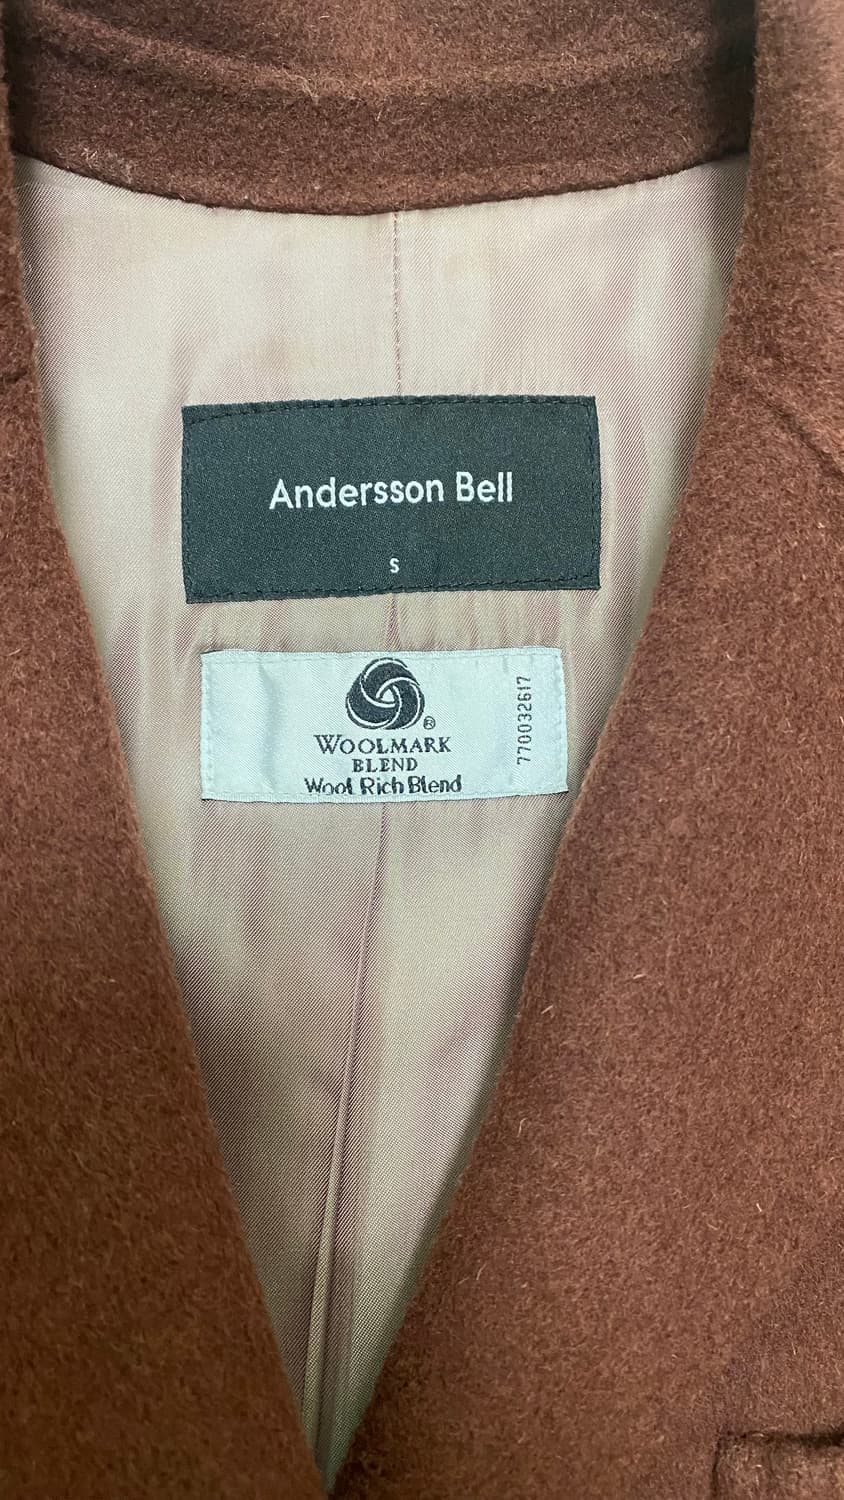 Andersson Bell
S
®
WOOLMARK
BLEND
Wool Rich Blend
770032617